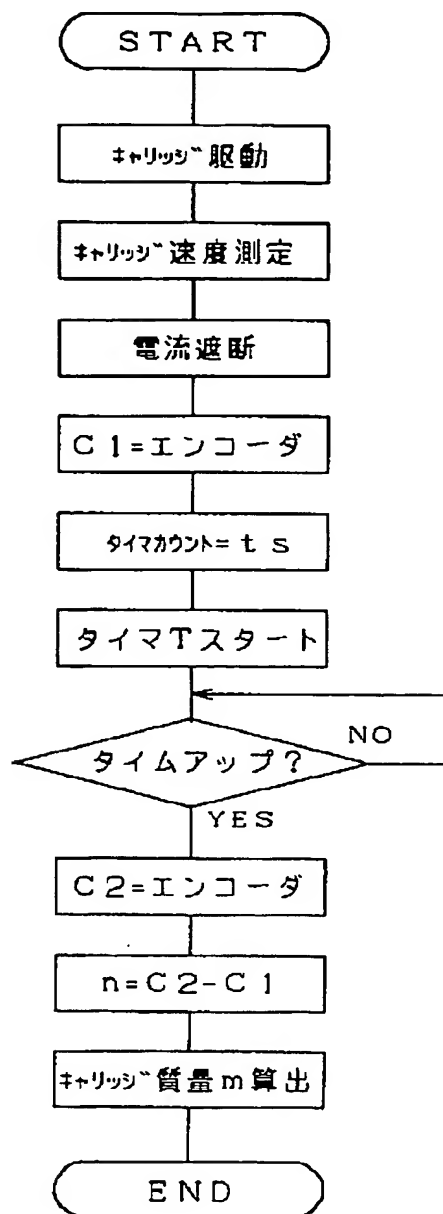 START
ｷｬﾘｯｼﾞ駆動
ｷｬﾘｯｼﾞ速度測定
電流遮断
C1=エンコーダ
ﾀｲﾏｶｳﾝﾄ=ts
タイマTスタート
タイムアップ?
NO
YES
C2=エンコーダ
n=C2-C1
ｷｬﾘｯｼﾞ質量m算出
END